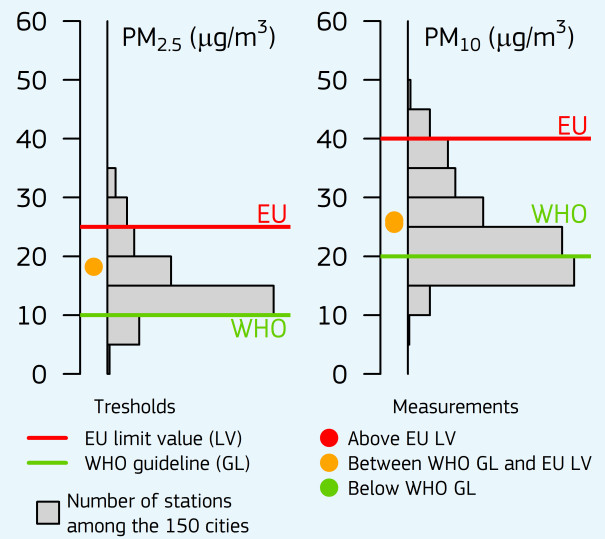 PM2.5 (µg/m³)
60
50
40
30
20
10
0
EU
WHO
PM10 (µg/m³)
60
50
40
30
20
10
0
EU
WHO
Tresholds
EU limit value (LV)
WHO guideline (GL)
Number of stations
among the 150 cities
Measurements
Above EU LV
Between WHO GL and EU LV
Below WHO GL